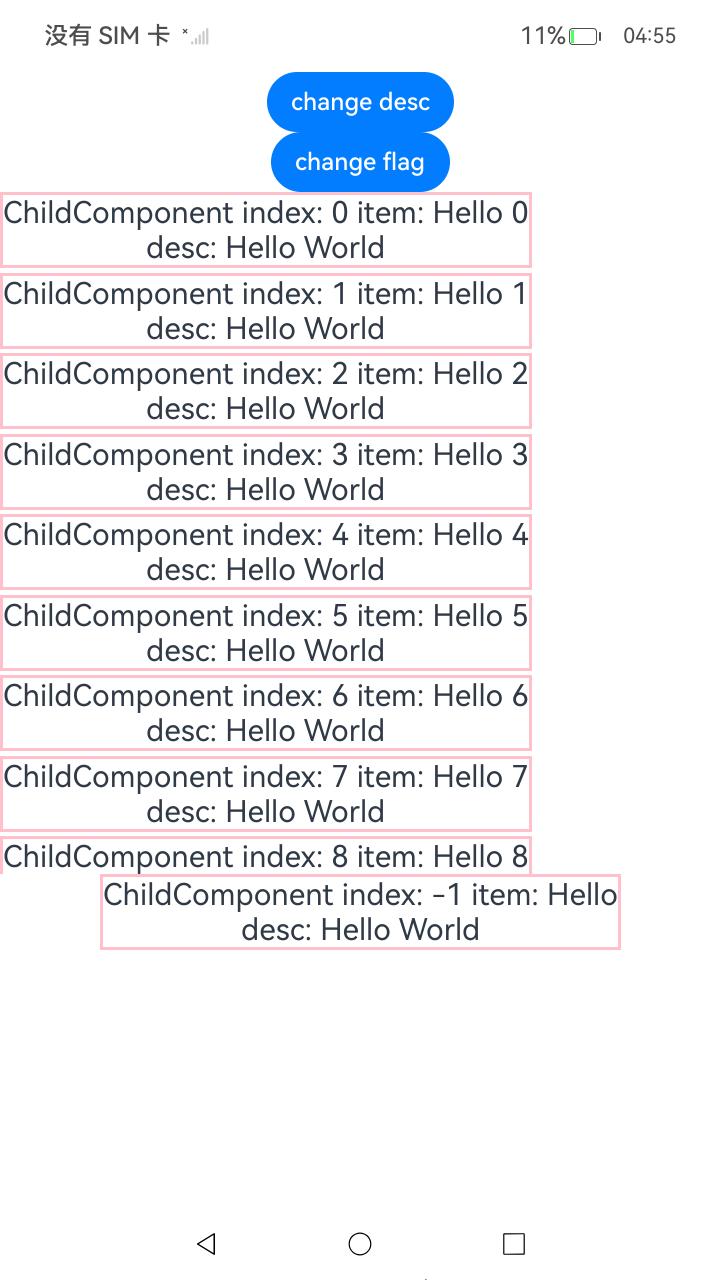 没有 SIM 卡 11% 04:55
change desc
change flag
ChildComponent index: 0 item: Hello 0
desc: Hello World
ChildComponent index: 1 item: Hello 1
desc: Hello World
ChildComponent index: 2 item: Hello 2
desc: Hello World
ChildComponent index: 3 item: Hello 3
desc: Hello World
ChildComponent index: 4 item: Hello 4
desc: Hello World
ChildComponent index: 5 item: Hello 5
desc: Hello World
ChildComponent index: 6 item: Hello 6
desc: Hello World
ChildComponent index: 7 item: Hello 7
desc: Hello World
ChildComponent index: 8 item: Hello 8
ChildComponent index: -1 item: Hello
desc: Hello World